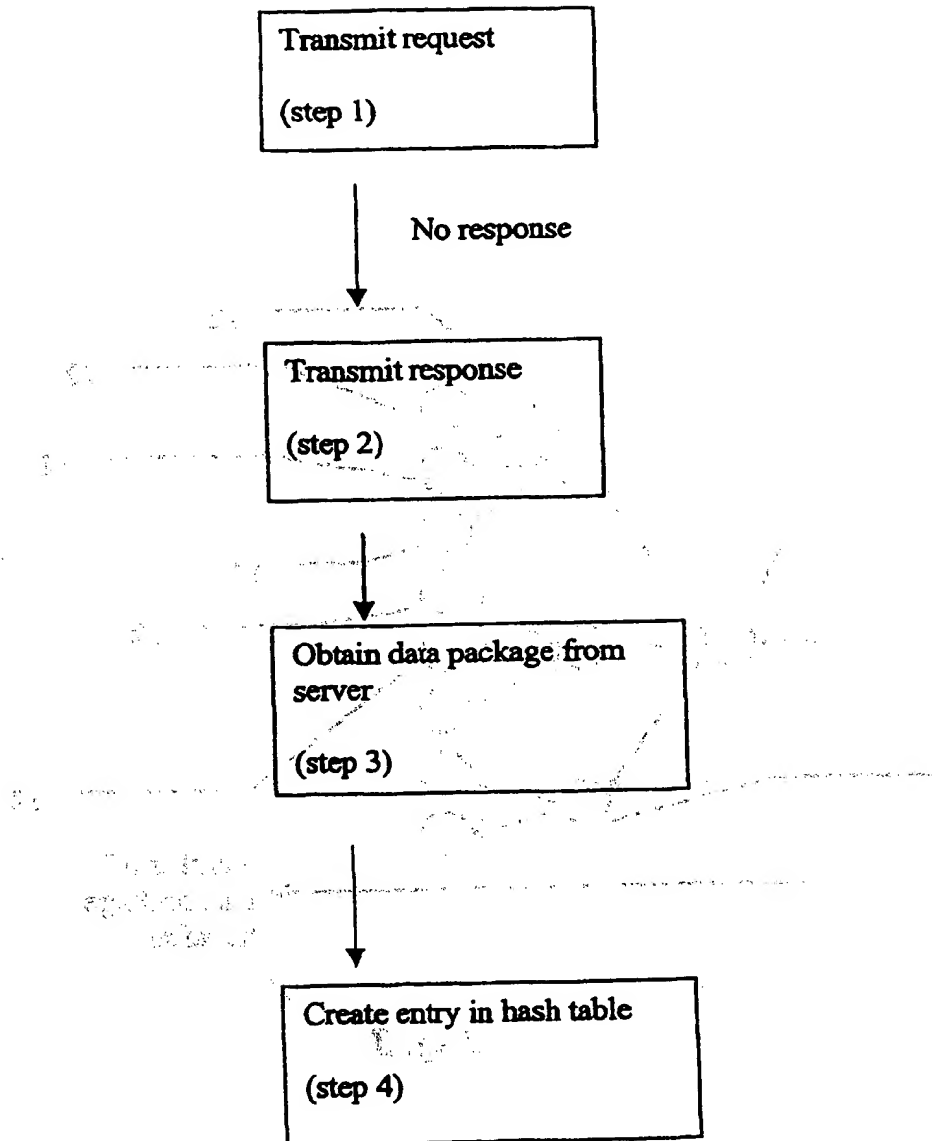 Transmit request
(step 1)
No response
Transmit response
(step 2)
Obtain data package from
server
(step 3)
Create entry in hash table
(step 4)